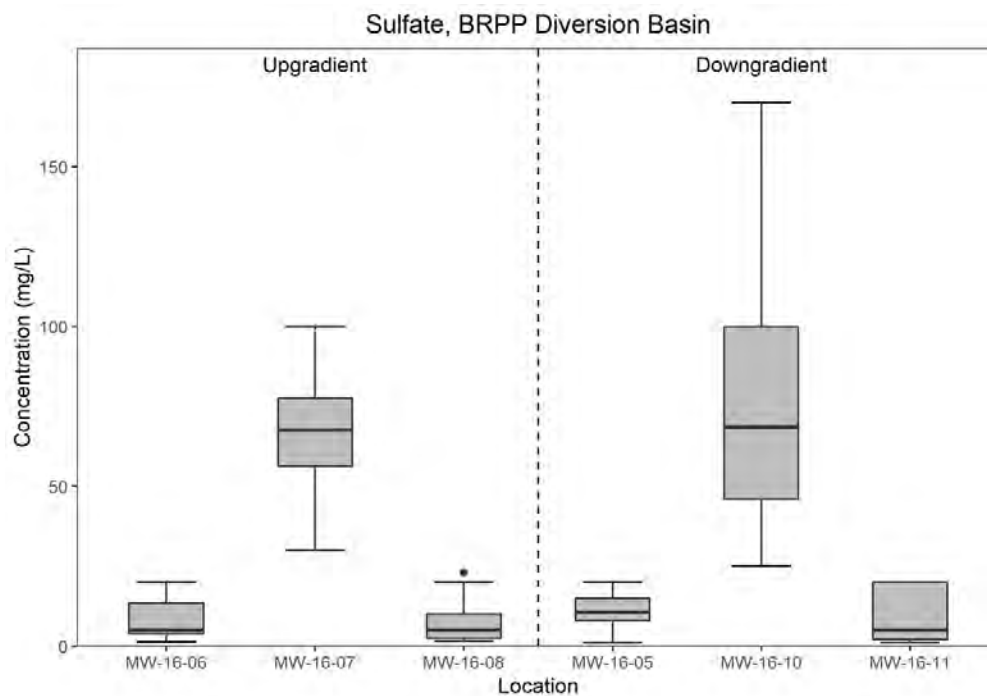 Sulfate, BRPP Diversion Basin
Upgradient
Downgradient
Concentration (mg/L)
150
100
50
0
MW-16-06
MW-16-07
MW-16-08
MW-16-05
MW-16-10
MW-16-11
Location